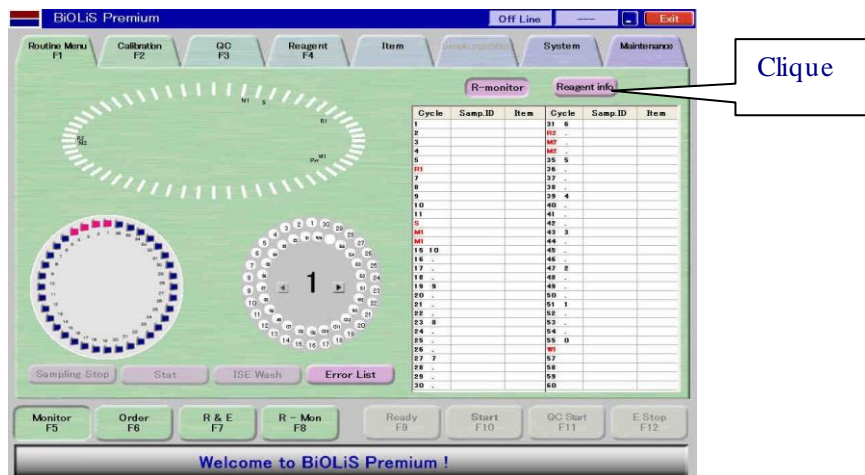 BiOLiS Premium
Off Line
----
Exit
Routine Menu
F1
Calibration
F2
QC
F3
Reagent
F4
Item
System
Maintenance
Clique
R-monitor
Reagent info
M1
S
R1
R2
M2
W1
Cycle Samp.ID Item Cycle Samp.ID Item
1 31 6
2 R2 .
3 M2 .
4 M2 .
5 35 5
R1 36 .
7 37 .
8 38 .
9 39 4
10 40 .
11 41 .
S 42 .
M1 43 3
M1 44 .
15 10 45 .
16 . 46 .
17 . 47 2
18 . 48 .
19 9 49 .
20 . 50 .
21 . 51 1
22 . 52 .
23 8 53 .
24 . 54 .
25 . 55 0
26 . W1
27 7 57
28 . 58
29 . 59
30 . 60
1
Sampling Stop
Stat
ISE Wash
Error List
Monitor
F5
Order
F6
R & E
F7
R - Mon
F8
Ready
F9
Start
F10
QC Start
F11
E.Stop
F12
Welcome to BiOLiS Premium !